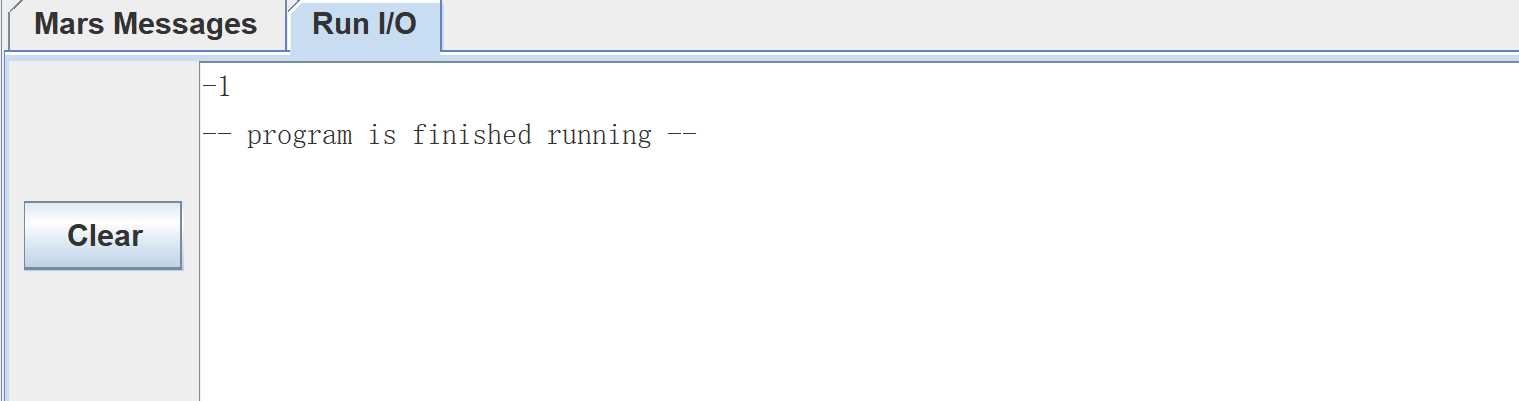 Mars Messages
Run I/O
-1
-- program is finished running --
Clear